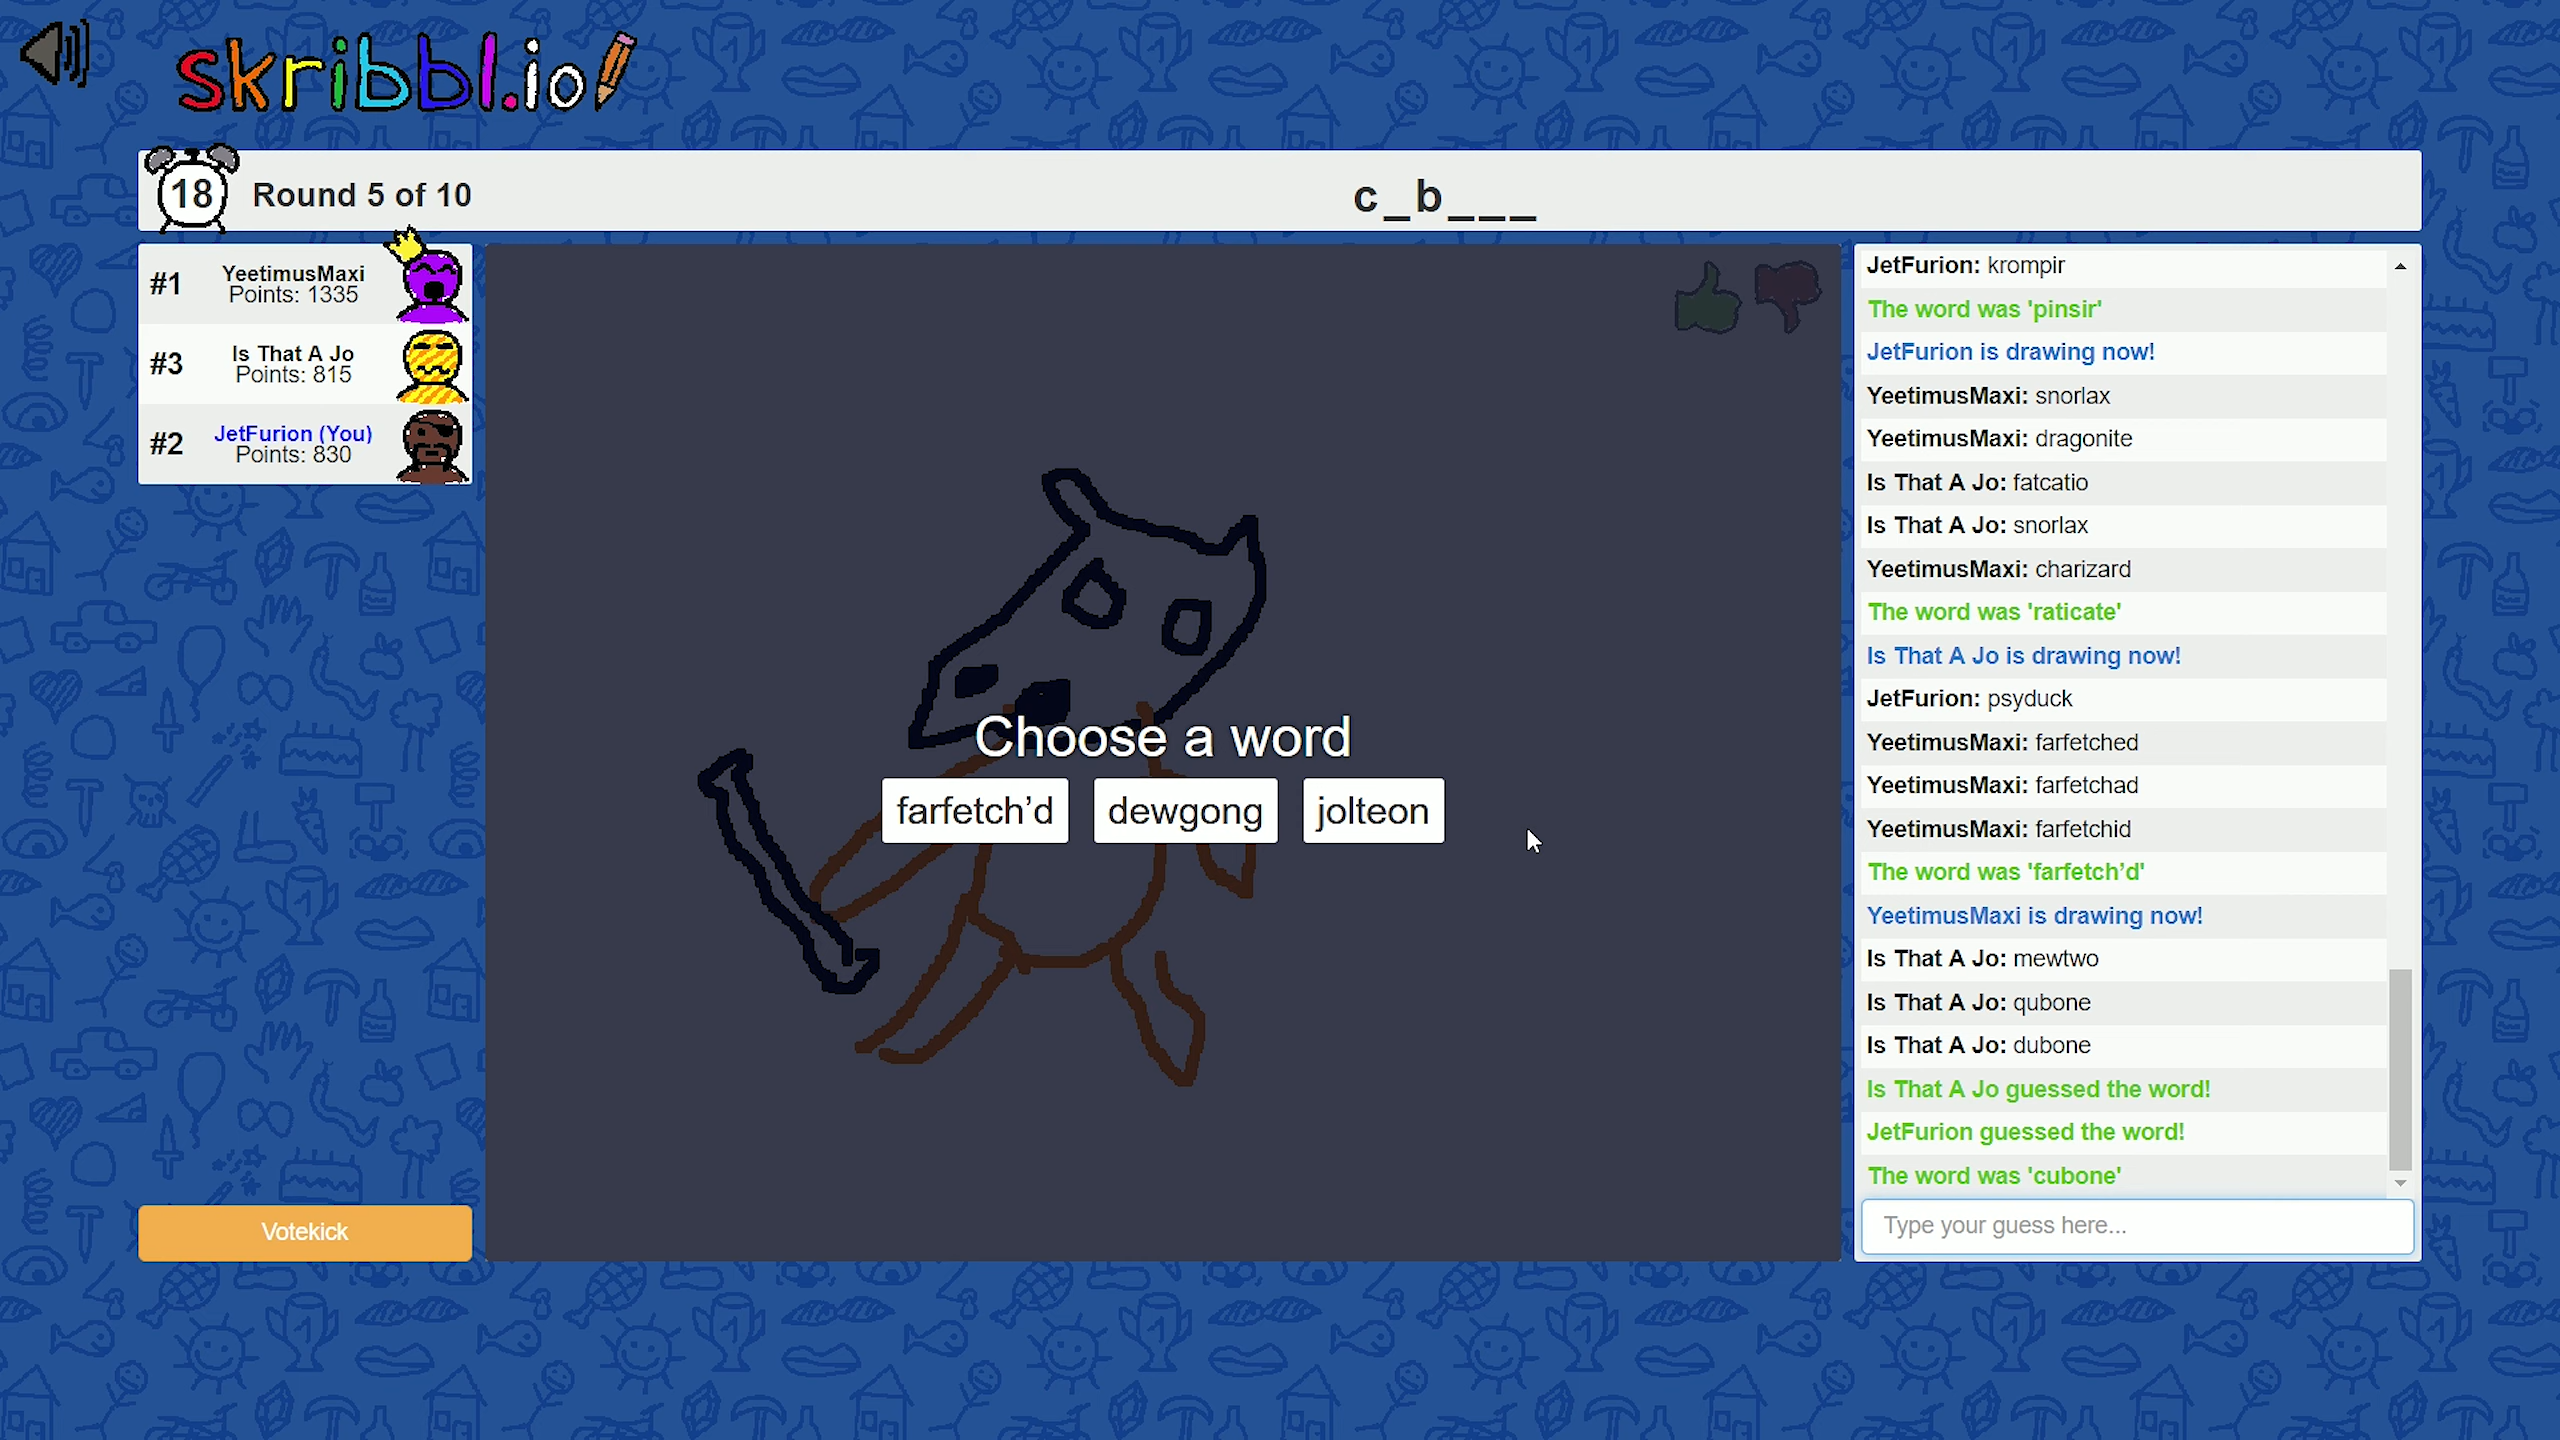 skribbl.io
18 Round 5 of 10 c_b___
#1 YeetimusMaxi
Points: 1335
#3 Is That A Jo
Points: 815
#2 JetFurion (You)
Points: 830
Votekick
Choose a word
farfetch’d dewgong jolteon
JetFurion: krompir
The word was 'pinsir'
JetFurion is drawing now!
YeetimusMaxi: snorlax
YeetimusMaxi: dragonite
Is That A Jo: fatcatio
Is That A Jo: snorlax
YeetimusMaxi: charizard
The word was 'raticate'
Is That A Jo is drawing now!
JetFurion: psyduck
YeetimusMaxi: farfetched
YeetimusMaxi: farfetchad
YeetimusMaxi: farfetchid
The word was 'farfetch’d'
YeetimusMaxi is drawing now!
Is That A Jo: mewtwo
Is That A Jo: qubone
Is That A Jo: dubone
Is That A Jo guessed the word!
JetFurion guessed the word!
The word was 'cubone'
Type your guess here...